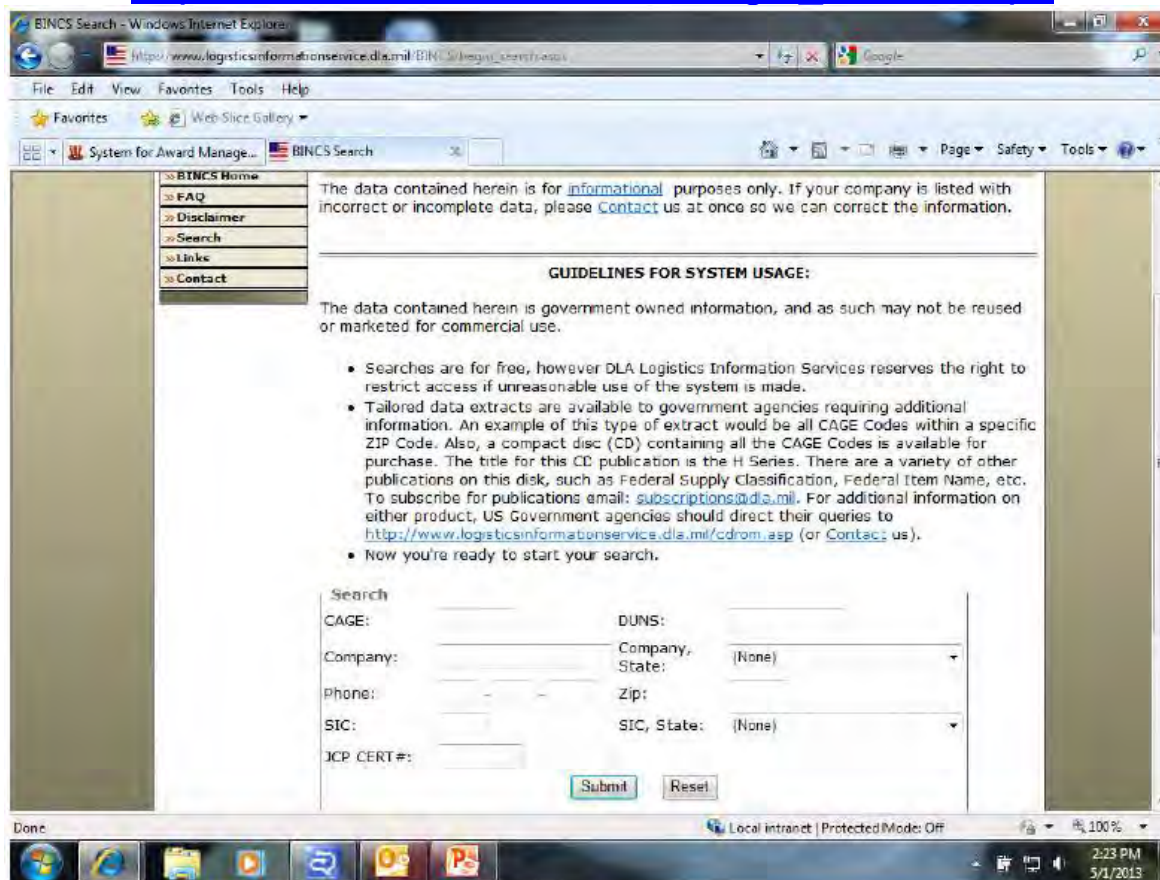 BINCS Search - Windows Internet Explorer
www.logisticsinformationservice.dla.mil/BINCS/begin_search.aspx
Google
File Edit View Favorites Tools Help
Favorites Web Slice Gallery
System for Award Manage... BINCS Search
Page Safety Tools
»BINCS Home
»FAQ
»Disclaimer
»Search
»Links
»Contact
The data contained herein is for informational purposes only. If your company is listed with
incorrect or incomplete data, please Contact us at once so we can correct the information.
GUIDELINES FOR SYSTEM USAGE:
The data contained herein is government owned information, and as such may not be reused
or marketed for commercial use.
• Searches are for free, however DLA Logistics Information Services reserves the right to
restrict access if unreasonable use of the system is made.
• Tailored data extracts are available to government agencies requiring additional
information. An example of this type of extract would be all CAGE Codes within a specific
ZIP Code. Also, a compact disc (CD) containing all the CAGE Codes is available for
purchase. The title for this CD publication is the H Series. There are a variety of other
publications on this disk, such as Federal Supply Classification, Federal Item Name, etc.
To subscribe for publications email: subscriptions@dla.mil. For additional information on
either product, US Government agencies should direct their queries to
http://www.logisticsinformationservice.dla.mil/cdrom.asp (or Contact us).
• Now you're ready to start your search.
Search
CAGE: DUNS:
Company: Company, State: (None)
Phone: - - Zip:
SIC: SIC, State: (None)
JCP CERT#:
Submit Reset
Done Local intranet | Protected Mode: Off 100%
2:23 PM
5/1/2013